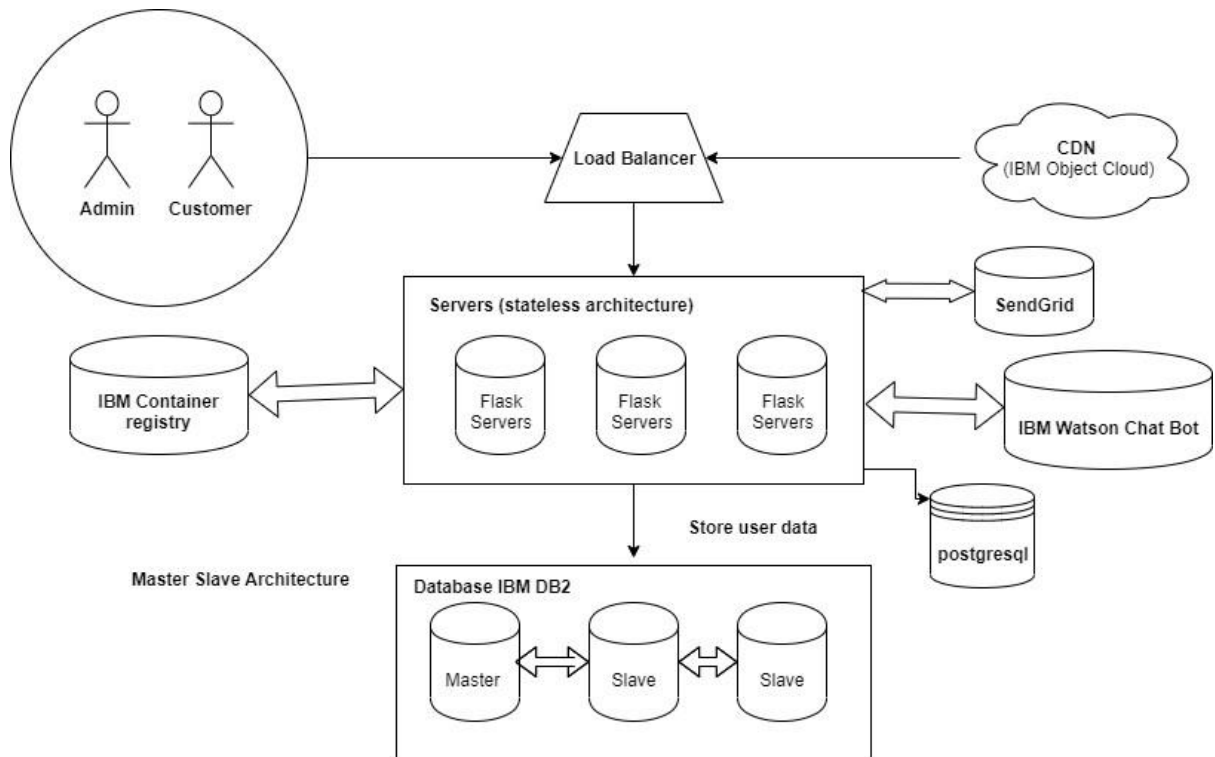 Admin
Customer
Load Balancer
CDN
(IBM Object Cloud)
Servers (stateless architecture)
SendGrid
IBM Container
registry
Flask
Servers
Flask
Servers
Flask
Servers
IBM Watson Chat Bot
Store user data
postgresql
Master Slave Architecture
Database IBM DB2
Master
Slave
Slave